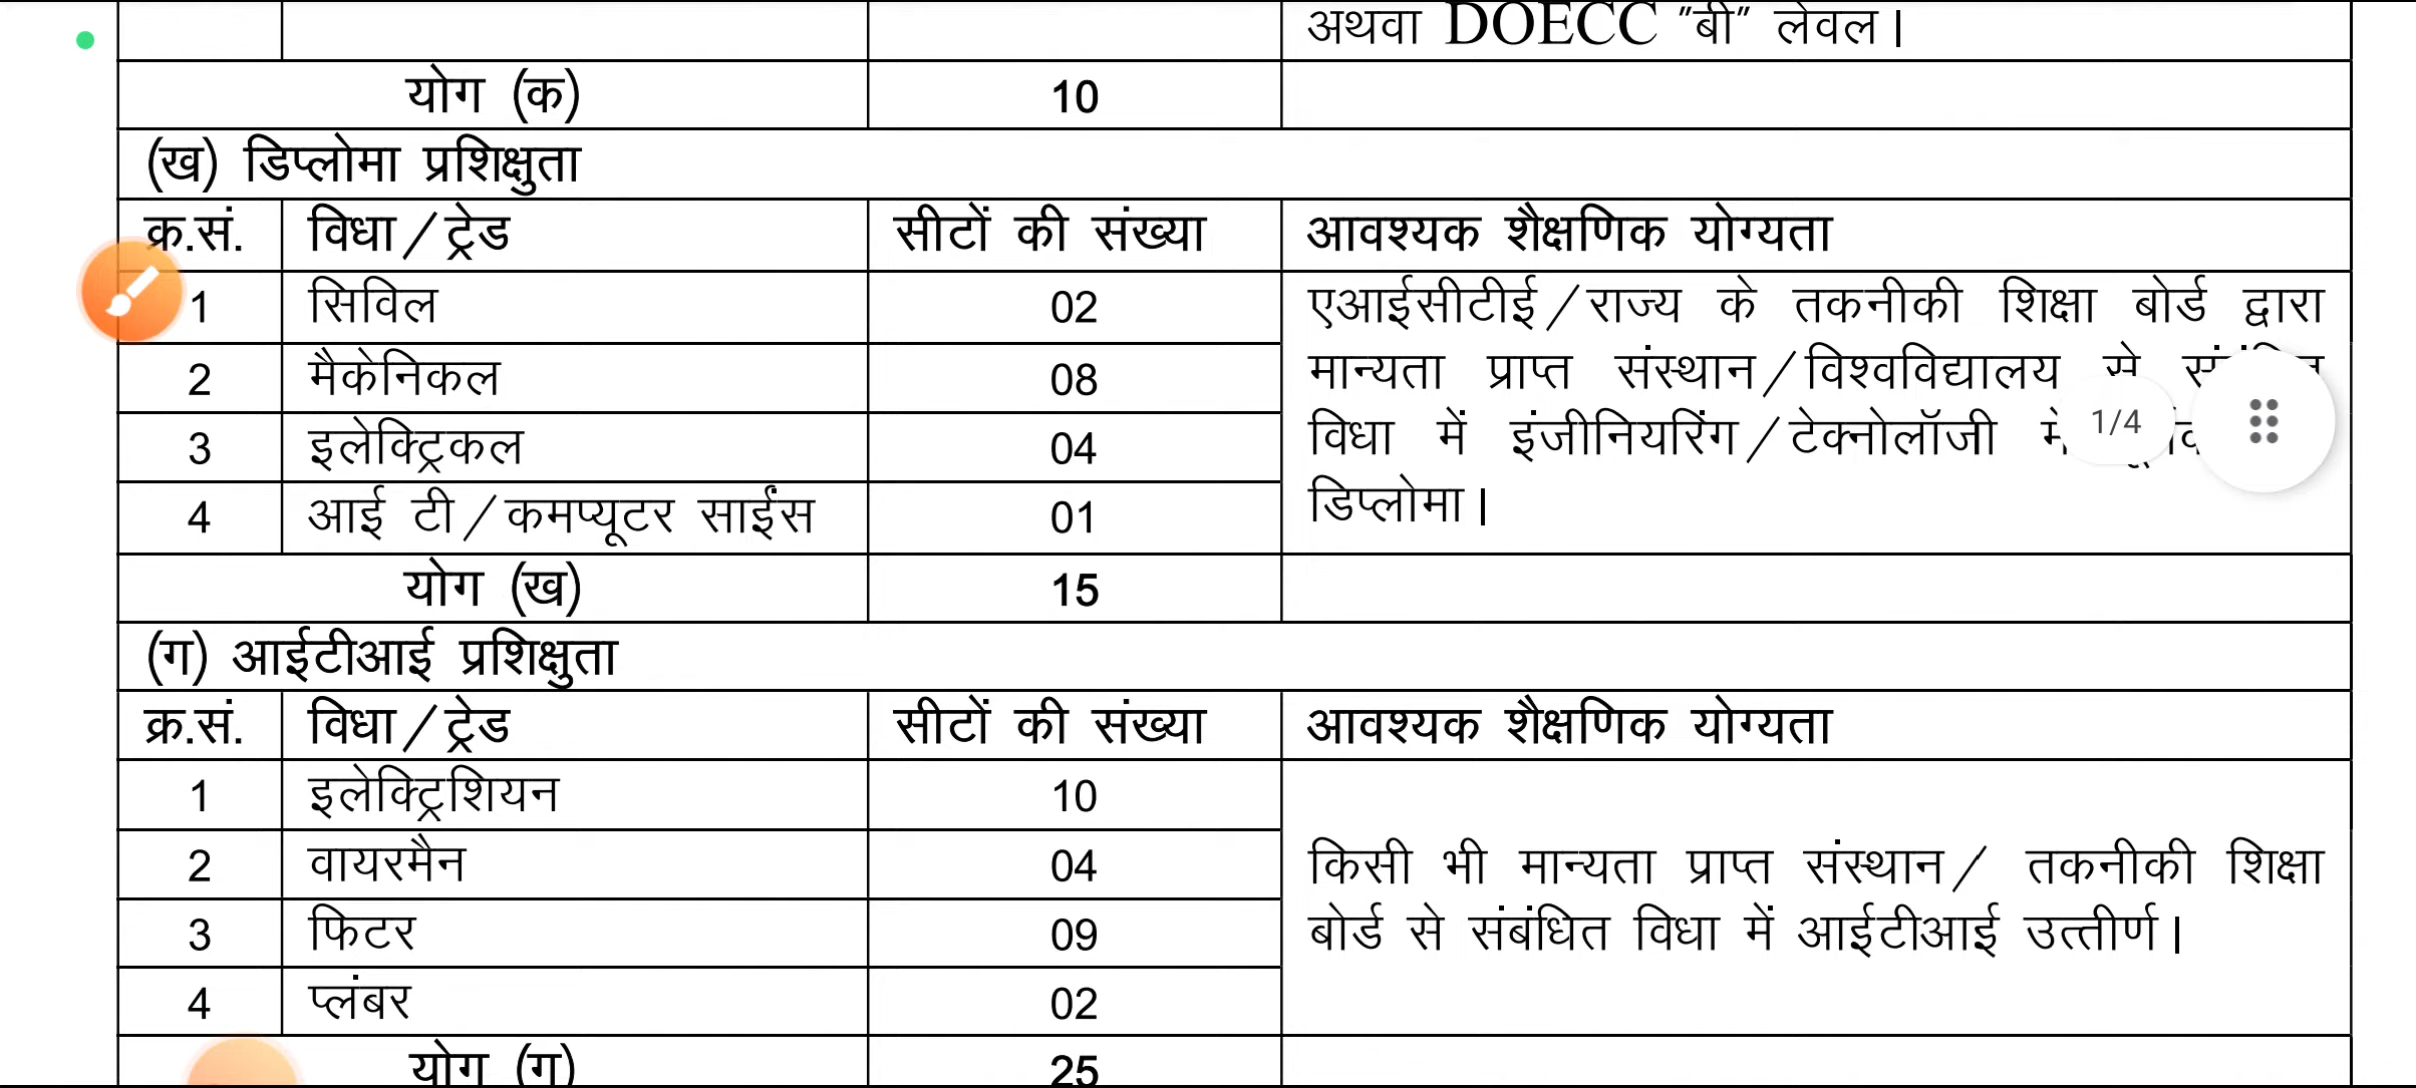 अथवा DOECC "बी" लेवल।
योग (क) 10
(ख) डिप्लोमा प्रशिक्षुता
क्र.सं. विधा/ट्रेड सीटों की संख्या आवश्यक शैक्षणिक योग्यता
1 सिविल 02 एआईसीटीई/राज्य के तकनीकी शिक्षा बोर्ड द्वारा
2 मैकेनिकल 08 मान्यता प्राप्त संस्थान/विश्वविद्यालय से
3 इलेक्ट्रिकल 04 विधा में इंजीनियरिंग/टेक्नोलॉजी
1/4
4 आई टी/कमप्यूटर साईंस 01 डिप्लोमा।
योग (ख) 15
(ग) आईटीआई प्रशिक्षुता
क्र.सं. विधा/ट्रेड सीटों की संख्या आवश्यक शैक्षणिक योग्यता
1 इलेक्ट्रिशियन 10
2 वायरमैन 04 किसी भी मान्यता प्राप्त संस्थान/ तकनीकी शिक्षा
3 फिटर 09 बोर्ड से संबंधित विधा में आईटीआई उत्तीर्ण।
4 प्लंबर 02
योग (ग) 25